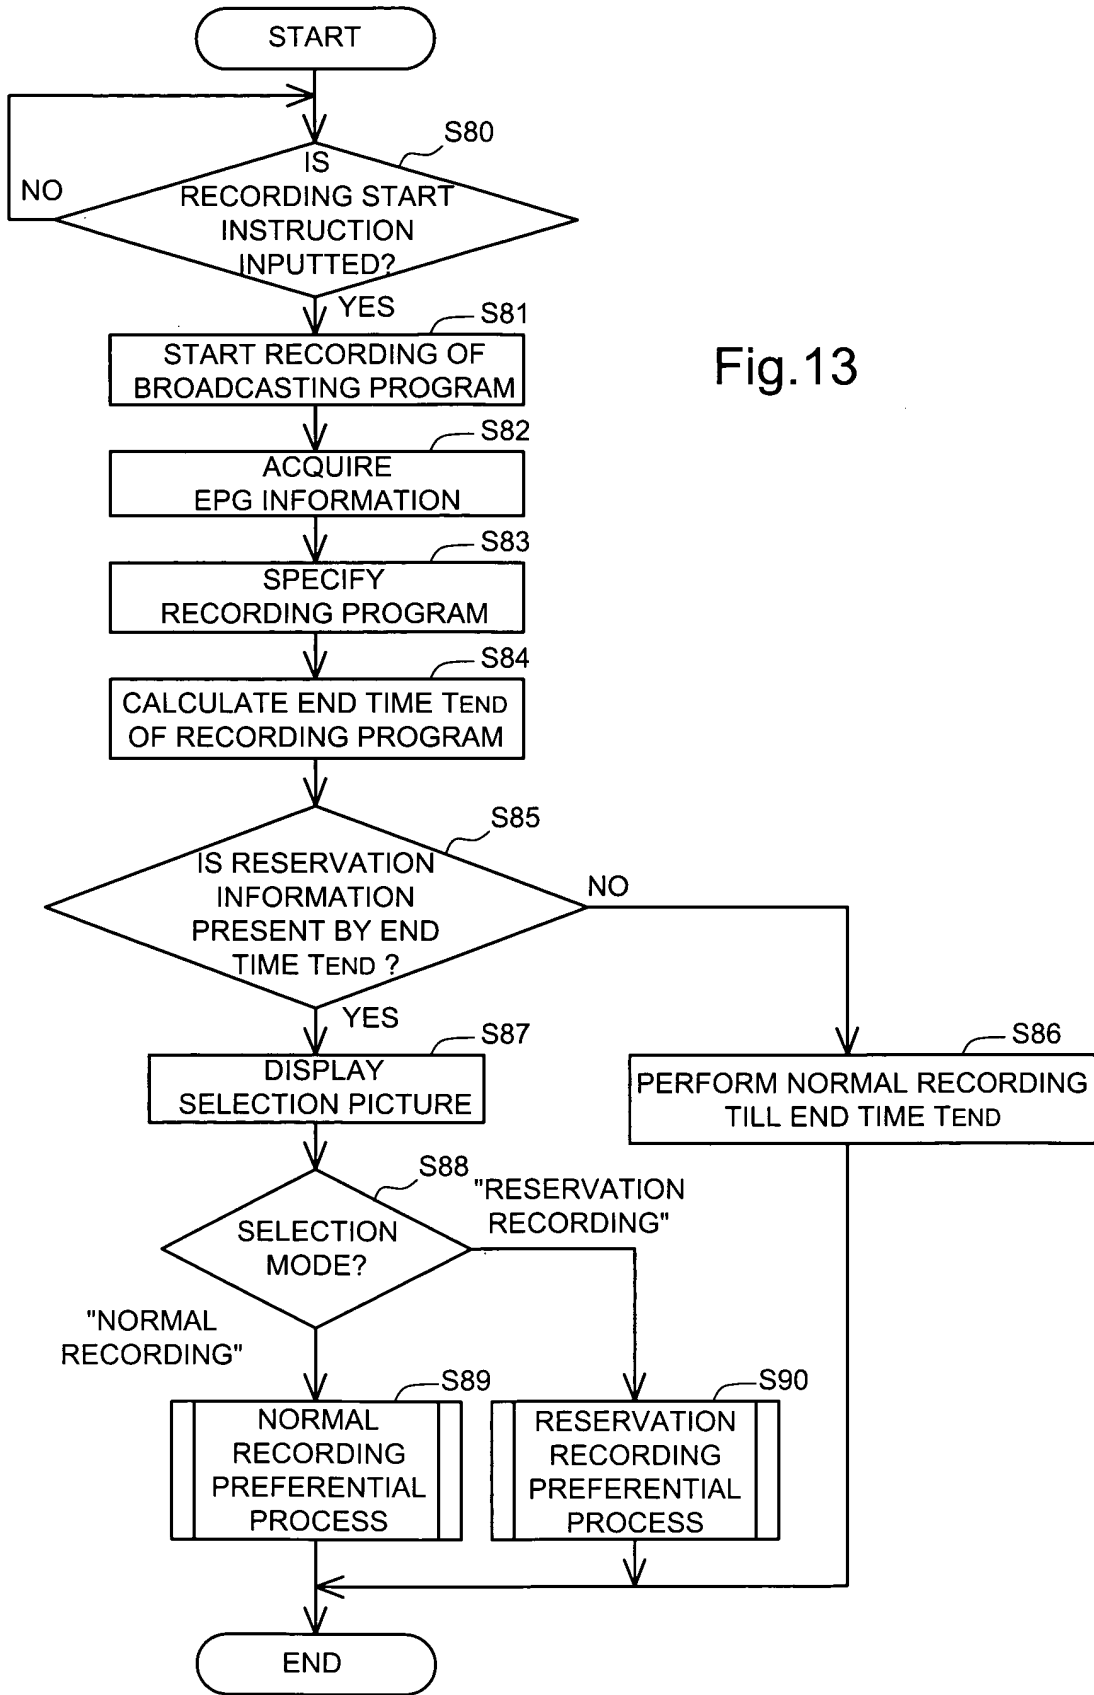 START
S80
IS
RECORDING START
INSTRUCTION
INPUTTED?
NO
YES
S81
START RECORDING OF
BROADCASTING PROGRAM
Fig.13
S82
ACQUIRE
EPG INFORMATION
S83
SPECIFY
RECORDING PROGRAM
S84
CALCULATE END TIME TEND
OF RECORDING PROGRAM
S85
IS RESERVATION
INFORMATION
PRESENT BY END
TIME TEND ?
NO
YES
S87
DISPLAY
SELECTION PICTURE
S86
PERFORM NORMAL RECORDING
TILL END TIME TEND
S88
SELECTION
MODE?
"RESERVATION
RECORDING"
"NORMAL
RECORDING"
S89
NORMAL
RECORDING
PREFERENTIAL
PROCESS
S90
RESERVATION
RECORDING
PREFERENTIAL
PROCESS
END